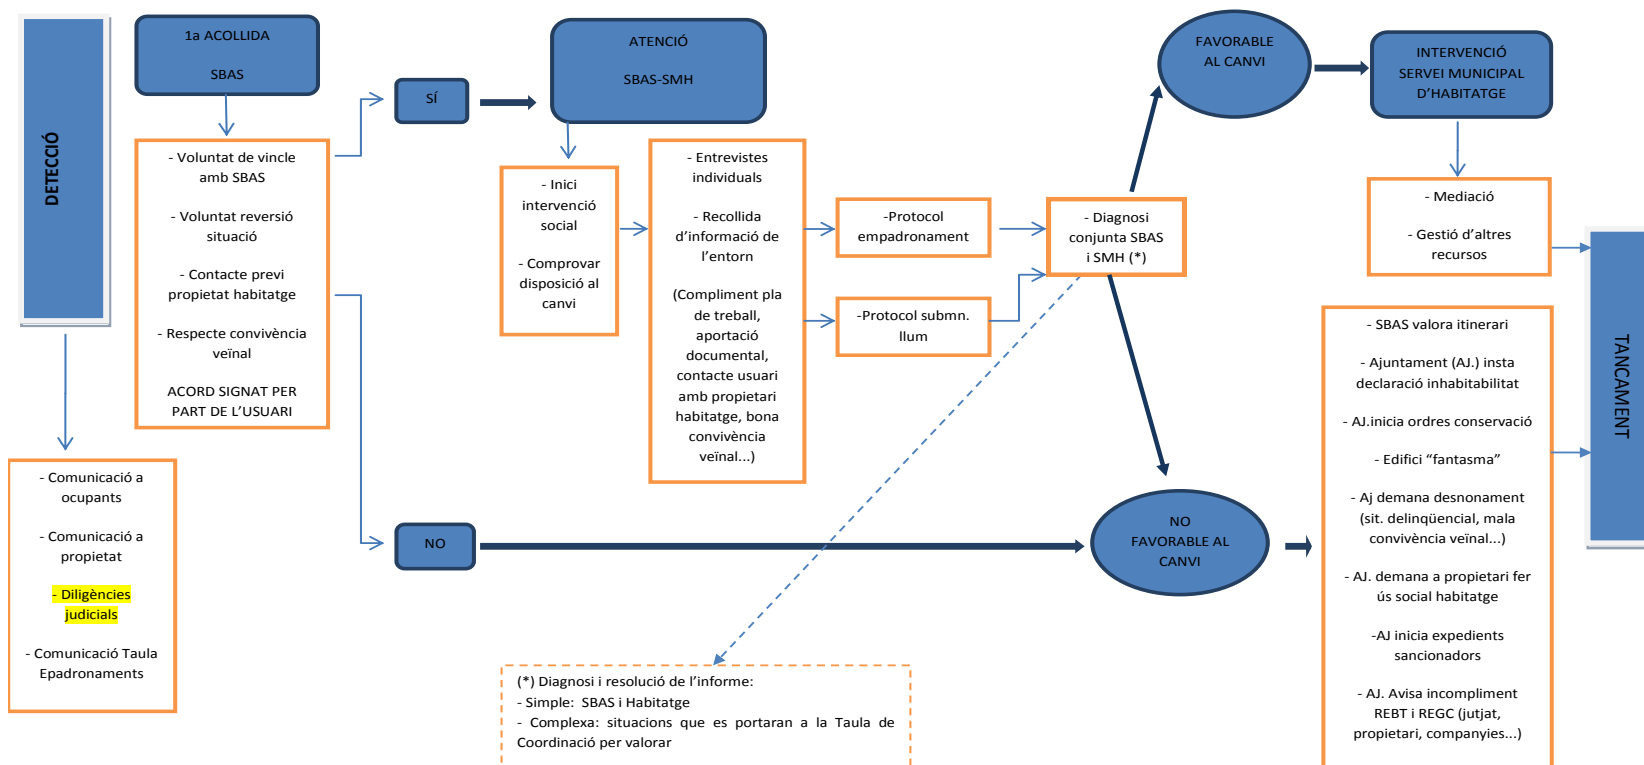 DETECCIÓ
1a ACOLLIDA
SBAS
- Voluntat de vincle
amb SBAS
- Voluntat reversió
situació
- Contacte previ
propietat habitatge
- Respecte convivència
veïnal
ACORD SIGNAT PER
PART DE L’USUARI
- Comunicació a
ocupants
- Comunicació a
propietat
- Diligències
judicials
- Comunicació Taula
Epadronaments
SÍ
NO
ATENCIÓ
SBAS-SMH
- Inici
intervenció
social
- Comprovar
disposició al
canvi
- Entrevistes
individuals
- Recollida
d’informació de
l’entorn
(Compliment pla
de treball,
aportació
documental,
contacte usuari
amb propietari
habitatge, bona
convivència
veïnal...)
-Protocol
empadronament
-Protocol submn.
llum
- Diagnosi
conjunta SBAS
i SMH (*)
FAVORABLE
AL CANVI
NO
FAVORABLE AL
CANVI
INTERVENCIÓ
SERVEI MUNICIPAL
D’HABITATGE
- Mediació
- Gestió d’altres
recursos
- SBAS valora itinerari
- Ajuntament (AJ.) insta
declaració inhabitabilitat
- AJ.inicia ordres conservació
- Edifici “fantasma”
- Aj demana desnonament
(sit. delinqüencial, mala
convivència veïnal...)
- AJ. demana a propietari fer
ús social habitatge
-AJ inicia expedients
sancionadors
- AJ. Avisa incompliment
REBT i REGC (jutjat,
propietari, companyies...)
TANCAMENT
(*) Diagnosi i resolució de l’informe:
- Simple: SBAS i Habitatge
- Complexa: situacions que es portaran a la Taula de
Coordinació per valorar